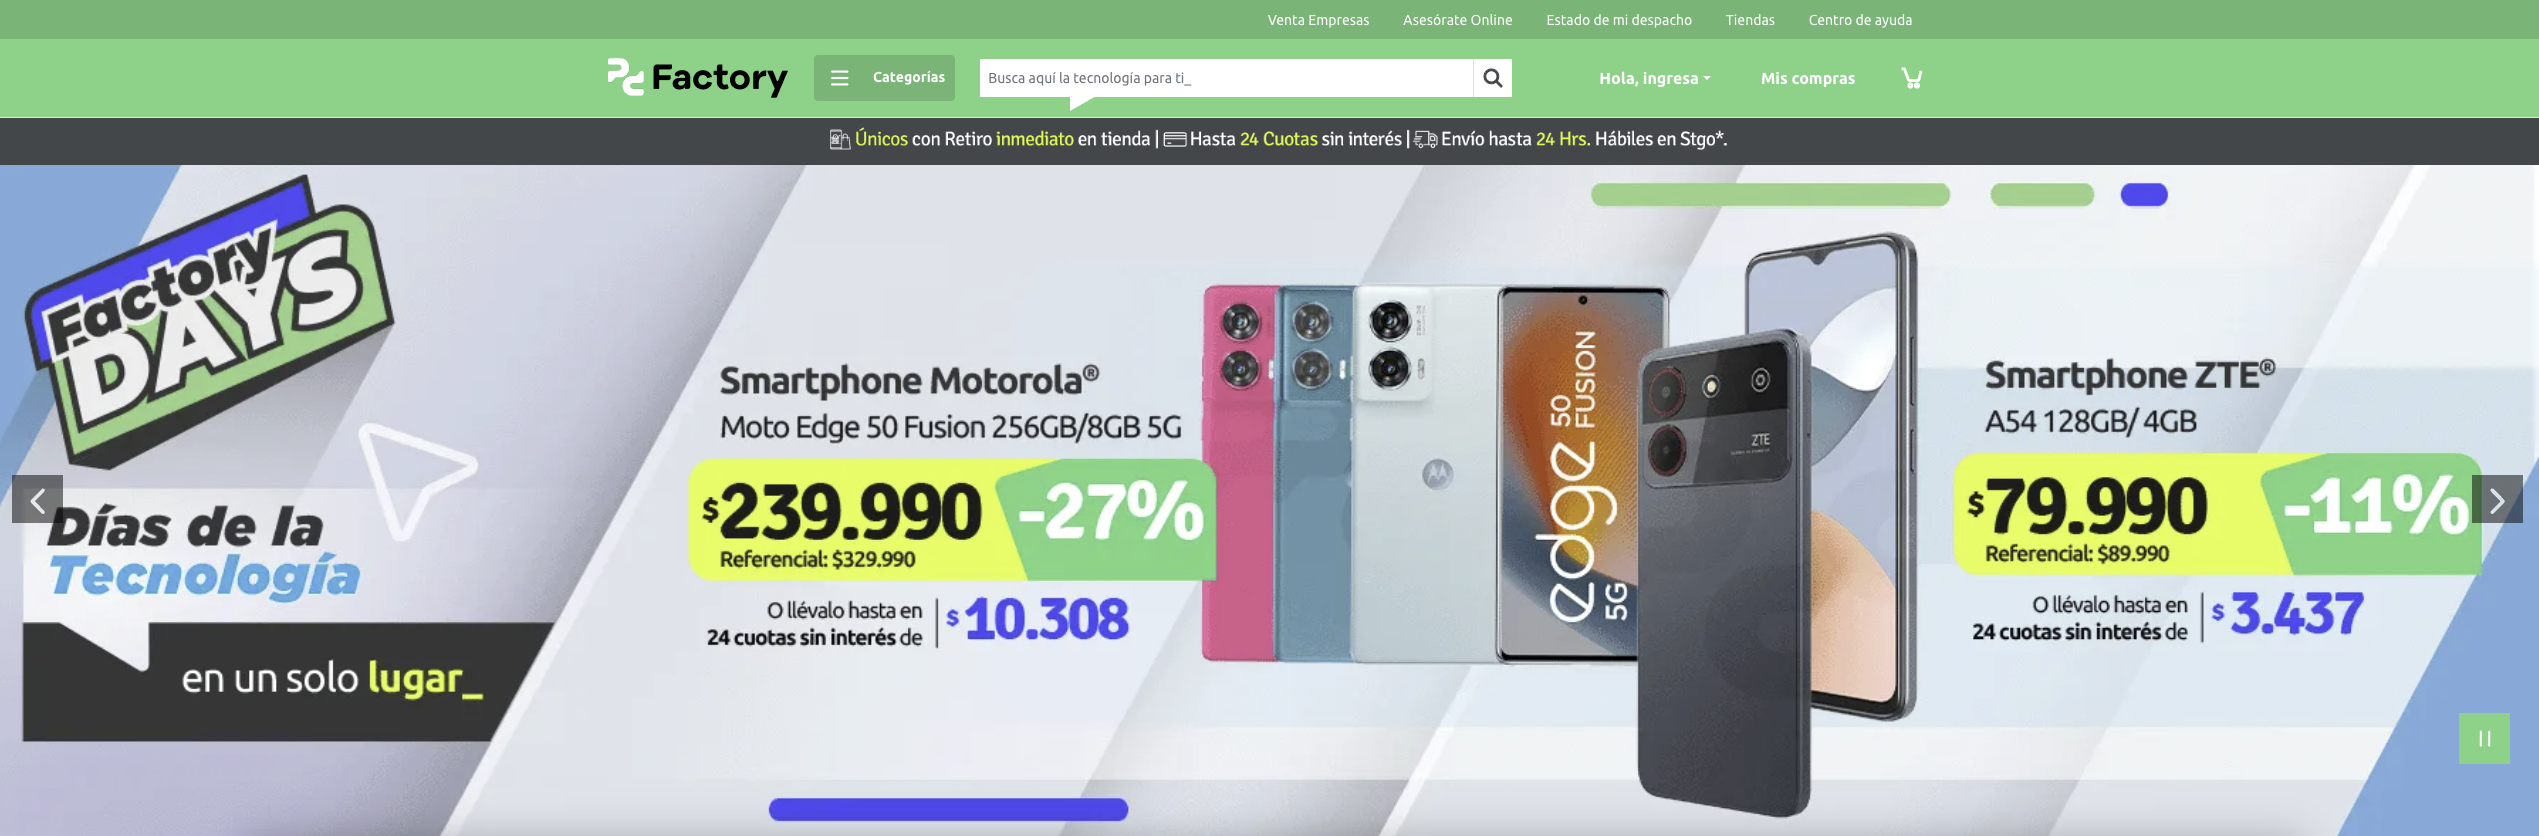 Venta Empresas Asesórate Online Estado de mi despacho Tiendas Centro de ayuda
Factory
Categorías
Busca aquí la tecnología para ti_
Hola, ingresa
Mis compras
Únicos con Retiro inmediato en tienda | Hasta 24 Cuotas sin interés | Envío hasta 24 Hrs. Hábiles en Stgo*.
Factory
DAYS
Días de la
Tecnología
en un solo lugar_
Smartphone Motorola®
Moto Edge 50 Fusion 256GB/8GB 5G
$239.990 -27%
Referencial: $329.990
O llévalo hasta en
24 cuotas sin interés de
$10.308
edge 50 FUSION
5G
ZTE
Smartphone ZTE®
A54 128GB/ 4GB
$79.990 -11%
Referencial: $89.990
O llévalo hasta en
24 cuotas sin interés de
$3.437